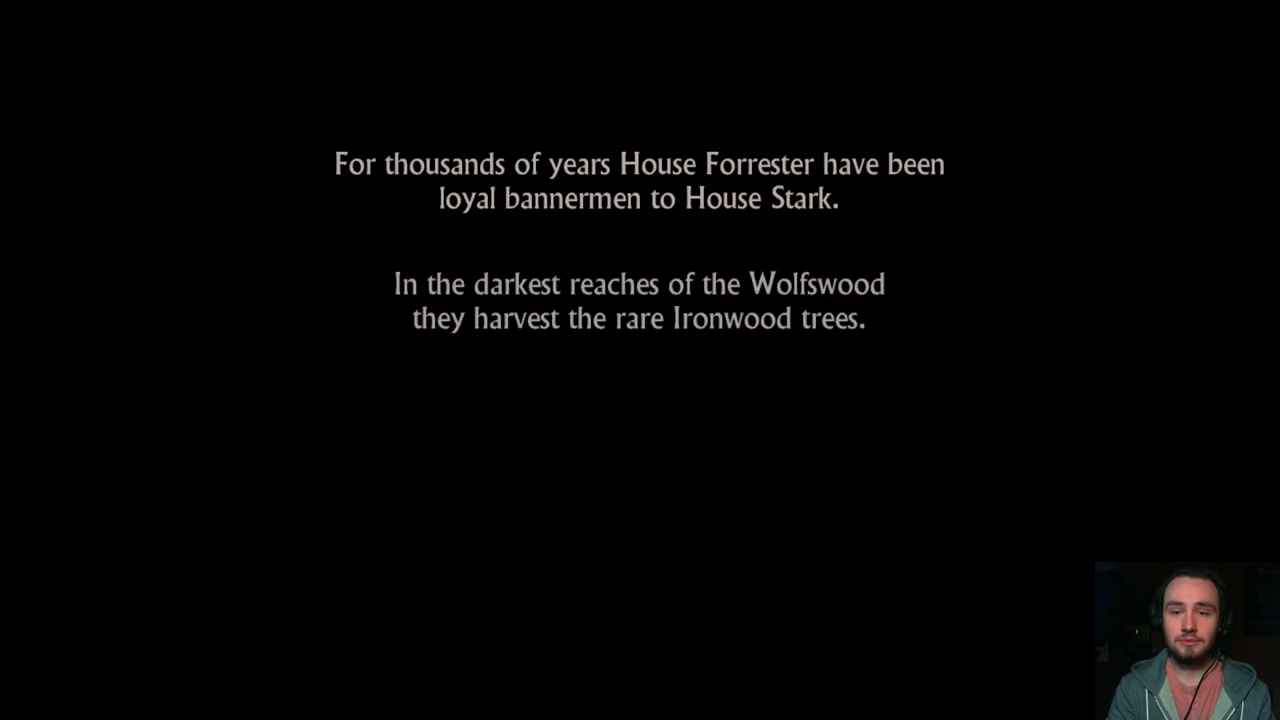 For thousands of years House Forrester have been
loyal bannermen to House Stark.
In the darkest reaches of the Wolfswood
they harvest the rare Ironwood trees.